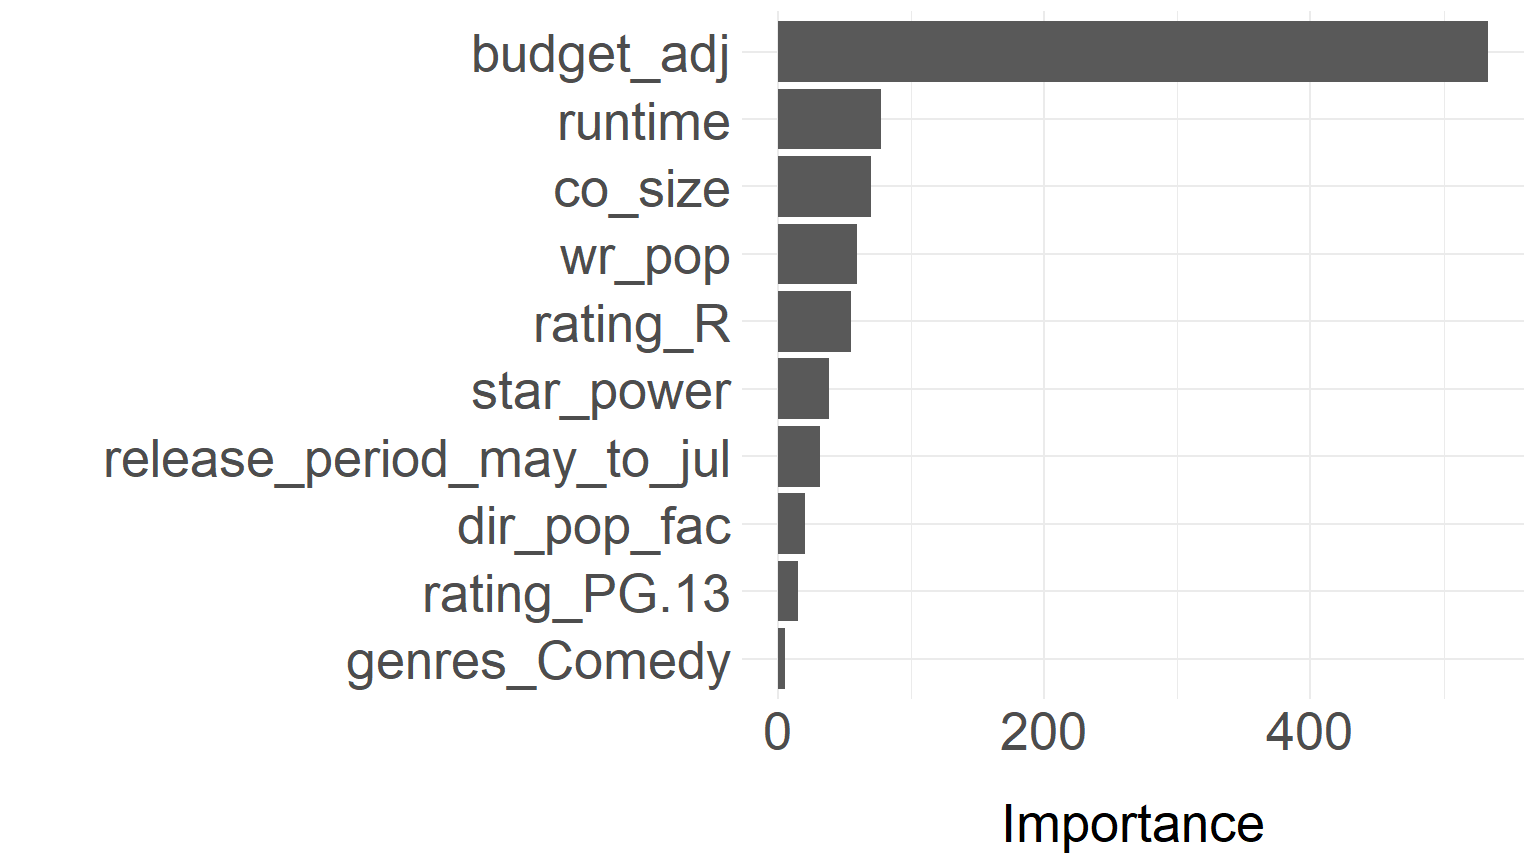 budget_adj
runtime
co_size
wr_pop
rating_R
star_power
release_period_may_to_jul
dir_pop_fac
rating_PG.13
genres_Comedy
0 200 400
Importance